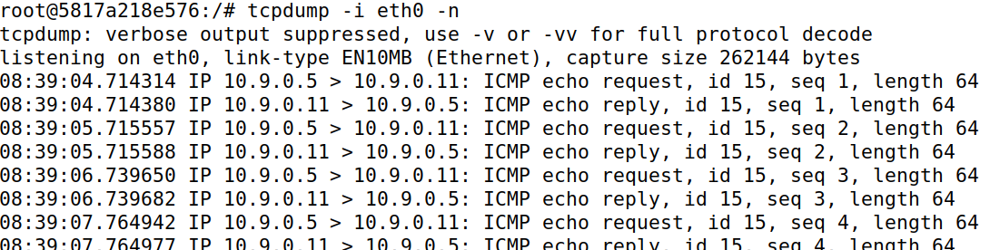 root@5817a218e576:/# tcpdump -i eth0 -n
tcpdump: verbose output suppressed, use -v or -vv for full protocol decode
listening on eth0, link-type EN10MB (Ethernet), capture size 262144 bytes
08:39:04.714314 IP 10.9.0.5 > 10.9.0.11: ICMP echo request, id 15, seq 1, length 64
08:39:04.714380 IP 10.9.0.11 > 10.9.0.5: ICMP echo reply, id 15, seq 1, length 64
08:39:05.715557 IP 10.9.0.5 > 10.9.0.11: ICMP echo request, id 15, seq 2, length 64
08:39:05.715588 IP 10.9.0.11 > 10.9.0.5: ICMP echo reply, id 15, seq 2, length 64
08:39:06.739650 IP 10.9.0.5 > 10.9.0.11: ICMP echo request, id 15, seq 3, length 64
08:39:06.739682 IP 10.9.0.11 > 10.9.0.5: ICMP echo reply, id 15, seq 3, length 64
08:39:07.764942 IP 10.9.0.5 > 10.9.0.11: ICMP echo request, id 15, seq 4, length 64
08:39:07.764977 IP 10.9.0.11 > 10.9.0.5: ICMP echo reply, id 15, seq 4, length 64